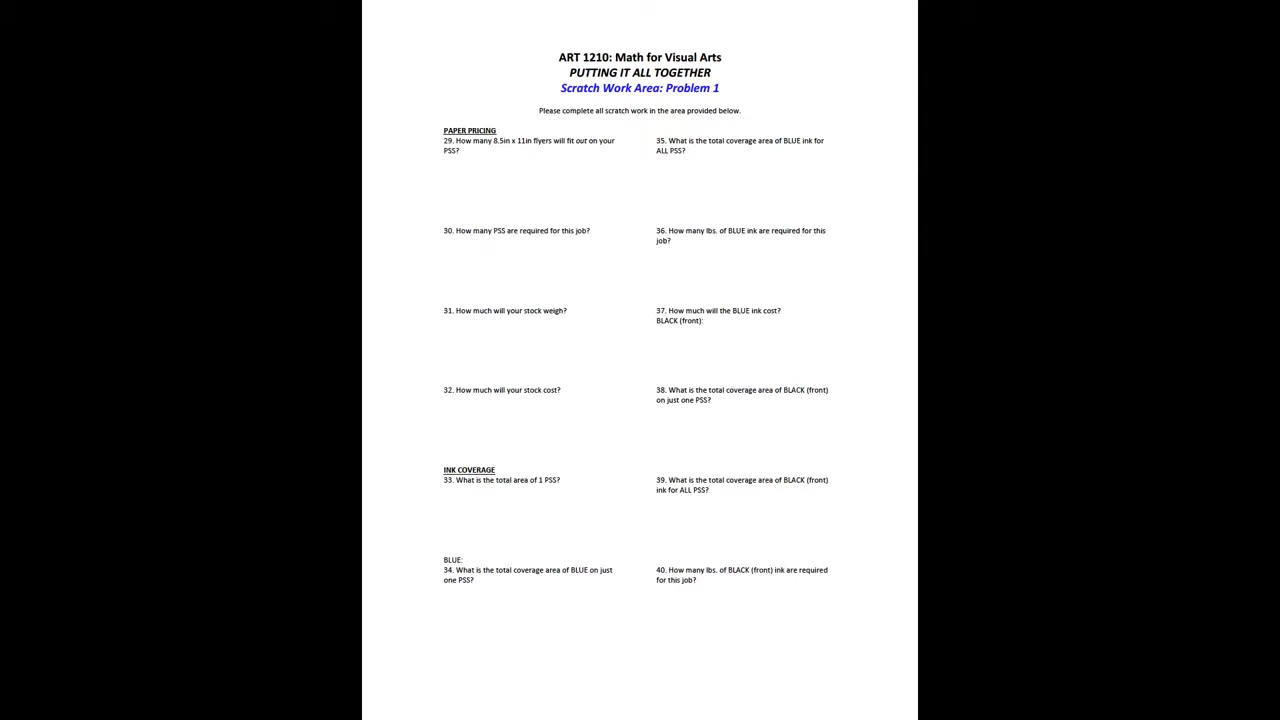 ART 1210: Math for Visual Arts
PUTTING IT ALL TOGETHER
Scratch Work Area: Problem 1
Please complete all scratch work in the area provided below.
PAPER PRICING
29. How many 8.5in x 11in flyers will fit out on your
PSS?
30. How many PSS are required for this job?
31. How much will your stock weigh?
32. How much will your stock cost?
INK COVERAGE
33. What is the total area of 1 PSS?
BLUE:
34. What is the total coverage area of BLUE on just
one PSS?
35. What is the total coverage area of BLUE ink for
ALL PSS?
36. How many lbs. of BLUE ink are required for this
job?
37. How much will the BLUE ink cost?
BLACK (front):
38. What is the total coverage area of BLACK (front)
on just one PSS?
39. What is the total coverage area of BLACK (front)
ink for ALL PSS?
40. How many lbs. of BLACK (front) ink are required
for this job?